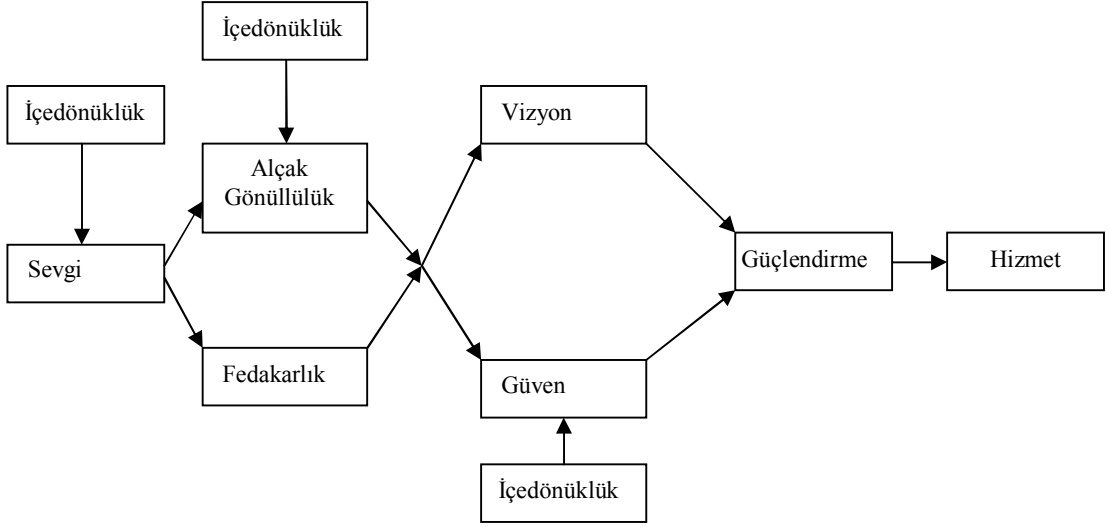 İçedönüklük
İçedönüklük
Vizyon
Alçak
Gönüllülük
Sevgi
Güçlendirme
Hizmet
Fedakarlık
Güven
İçedönüklük